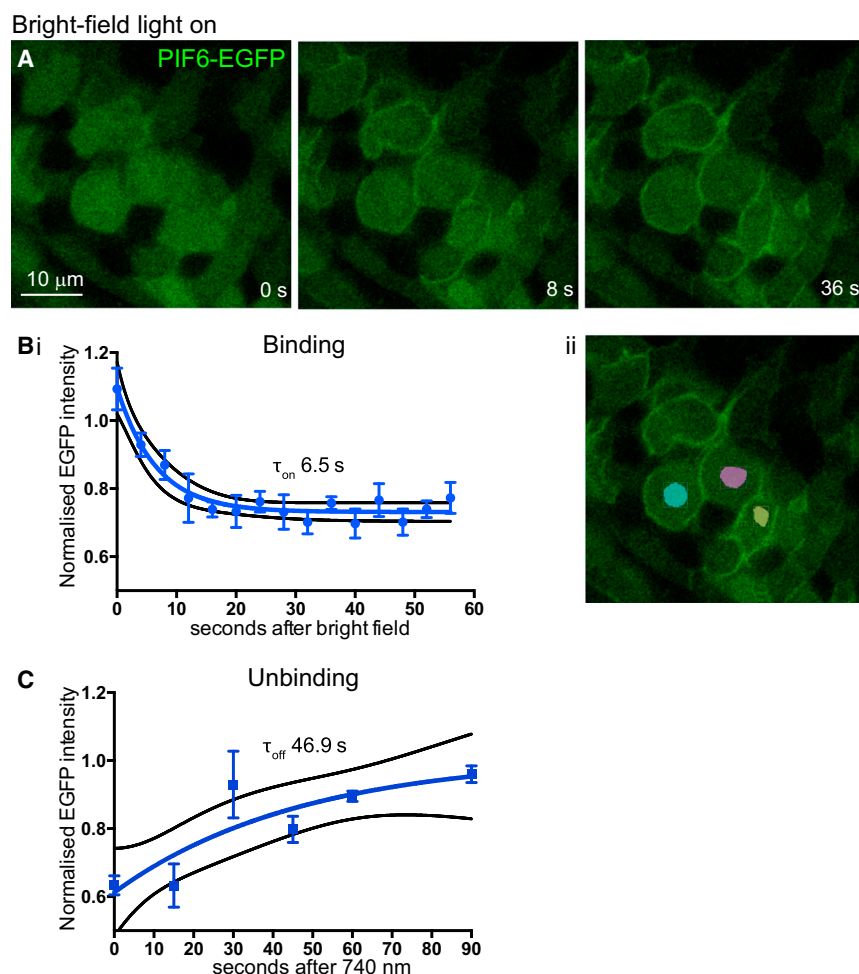 Bright-field light on
A
PIF6-EGFP
10 μm
0 s
8 s
36 s
B i
Binding
ii
Normalised EGFP intensity
1.2
1.0
0.8
0.6
τon 6.5 s
0 10 20 30 40 50 60
seconds after bright field
C
Unbinding
Normalised EGFP intensity
1.2
1.0
0.8
0.6
τoff 46.9 s
0 10 20 30 40 50 60 70 80 90
seconds after 740 nm